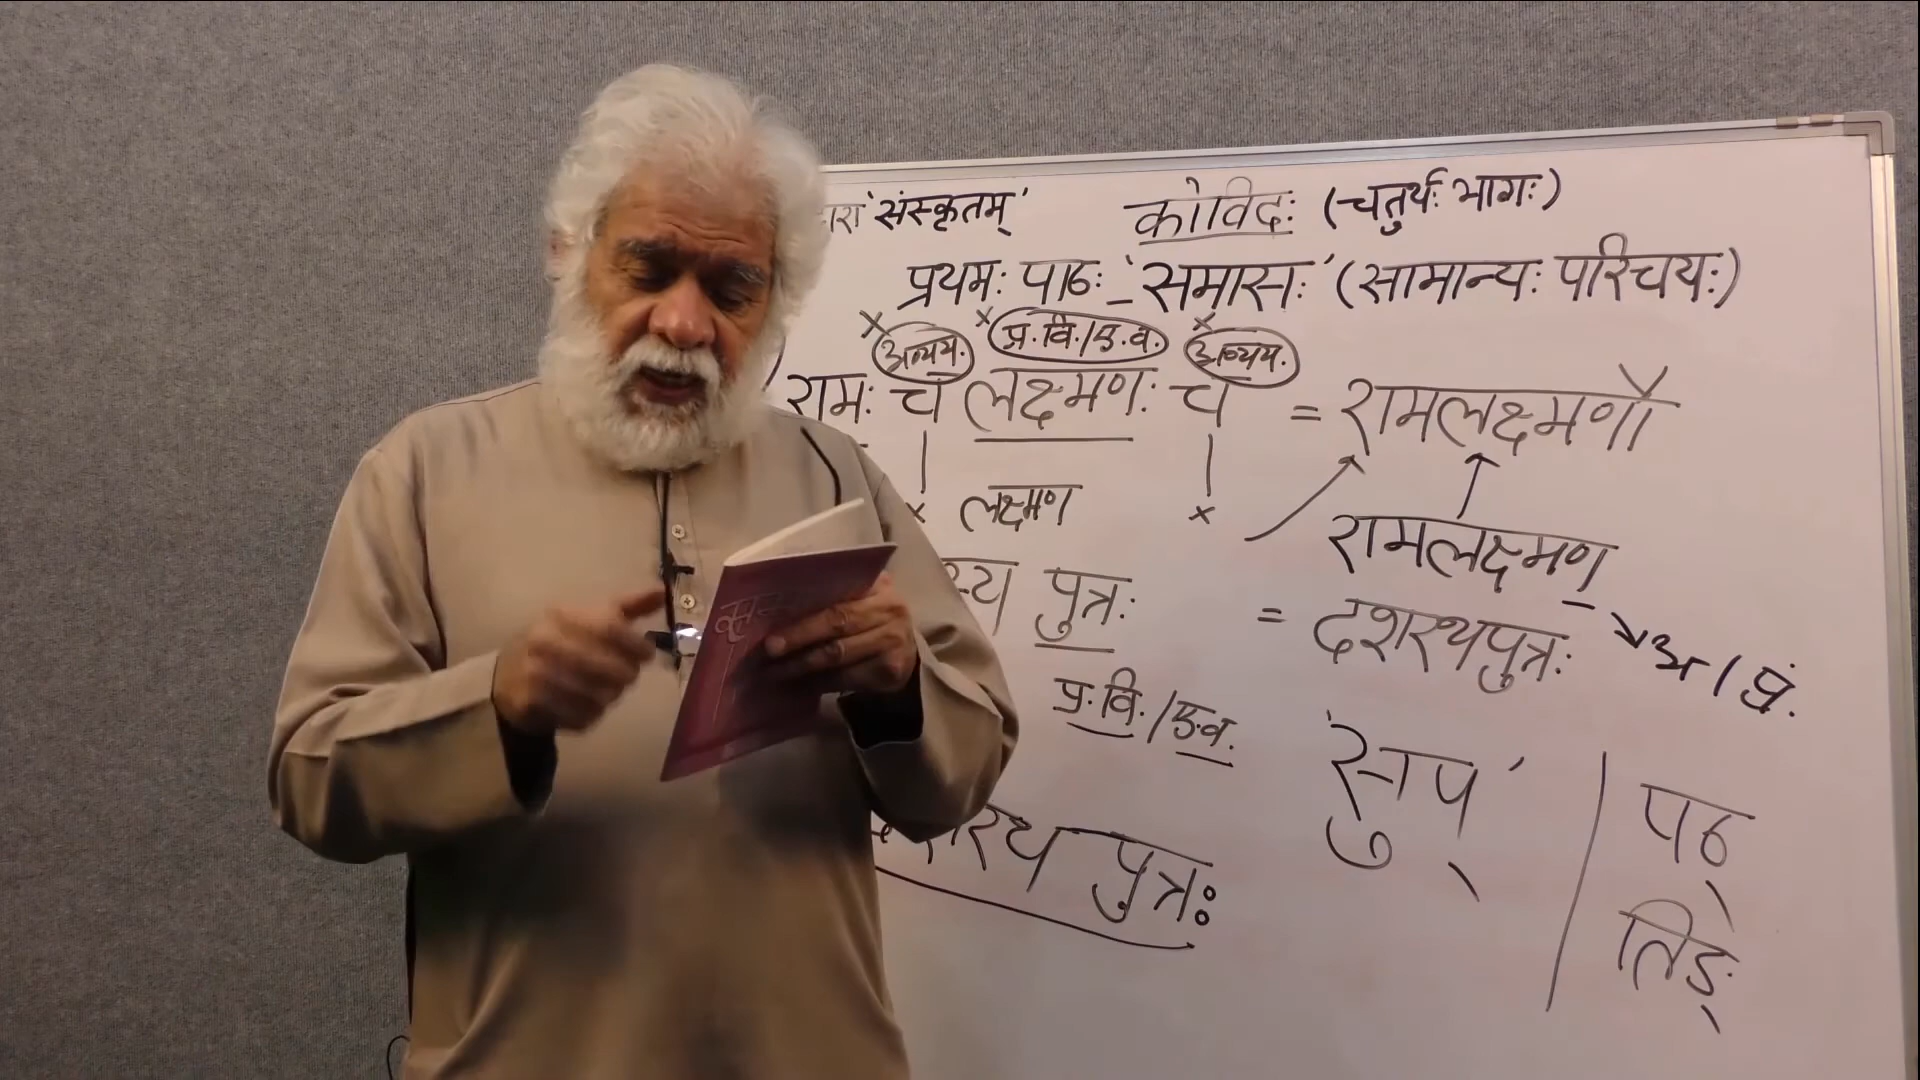 'संस्कृतम्' कोविदः (चतुर्थः भागः)
प्रथमः पाठः - 'समासः' (सामान्यः परिचयः)
× अव्यय. × प्र.वि./ए.व. × अव्यय.
रामः च लक्ष्मणः च = रामलक्ष्मणौ
× लक्ष्मण × रामलक्ष्मण
पुत्रः = दशरथपुत्रः अ / पुं.
प्र.वि./ए.व.
'सुप्' पठ्
पुत्रः तिङ्